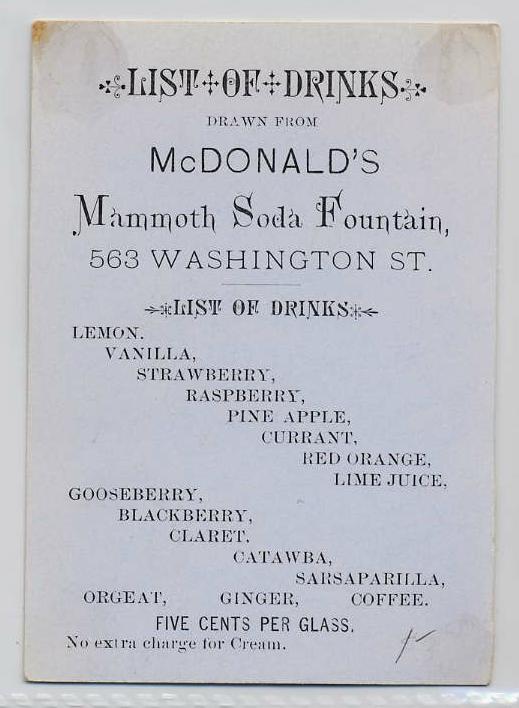 LIST OF DRINKS
DRAWN FROM
McDONALD'S
Mammoth Soda Fountain,
563 WASHINGTON ST.
LIST OF DRINKS
LEMON.
VANILLA,
STRAWBERRY,
RASPBERRY,
PINE APPLE,
CURRANT,
RED ORANGE,
LIME JUICE,
GOOSEBERRY,
BLACKBERRY,
CLARET,
CATAWBA,
SARSAPARILLA,
ORGEAT, GINGER, COFFEE.
FIVE CENTS PER GLASS.
No extra charge for Cream.